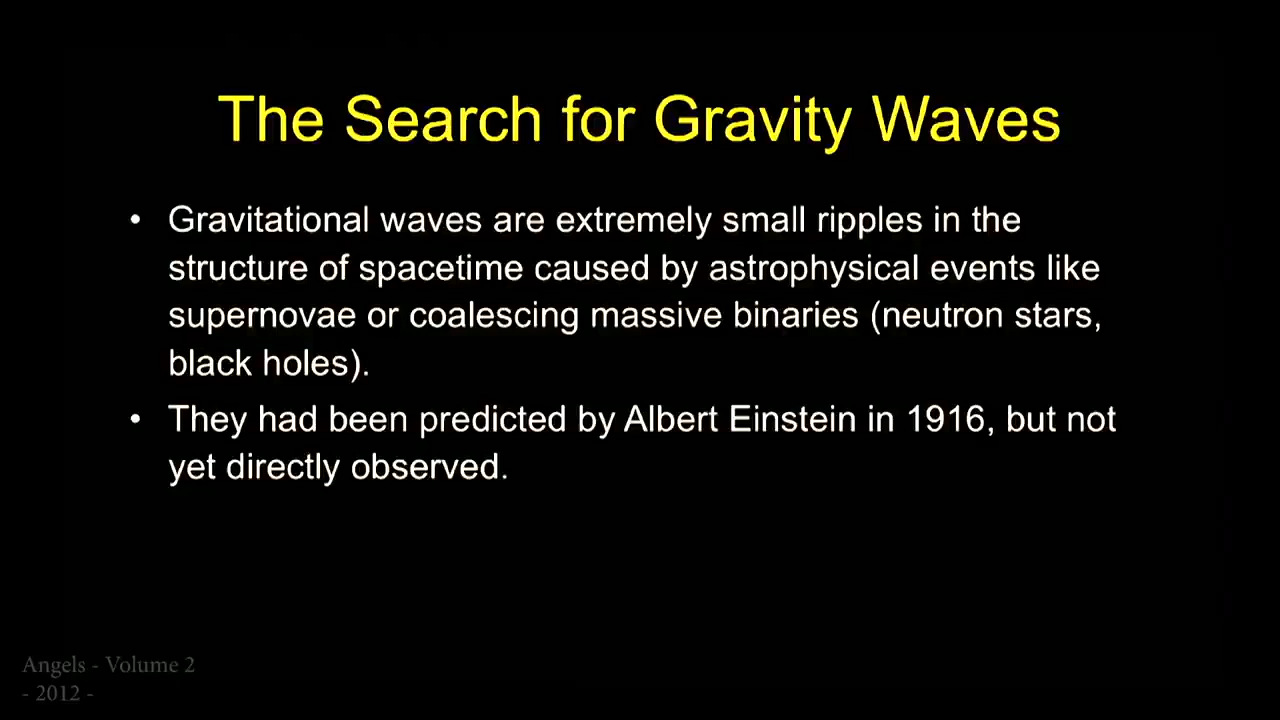 The Search for Gravity Waves
• Gravitational waves are extremely small ripples in the
structure of spacetime caused by astrophysical events like
supernovae or coalescing massive binaries (neutron stars,
black holes).
• They had been predicted by Albert Einstein in 1916, but not
yet directly observed.
Angels - Volume 2
- 2012 -